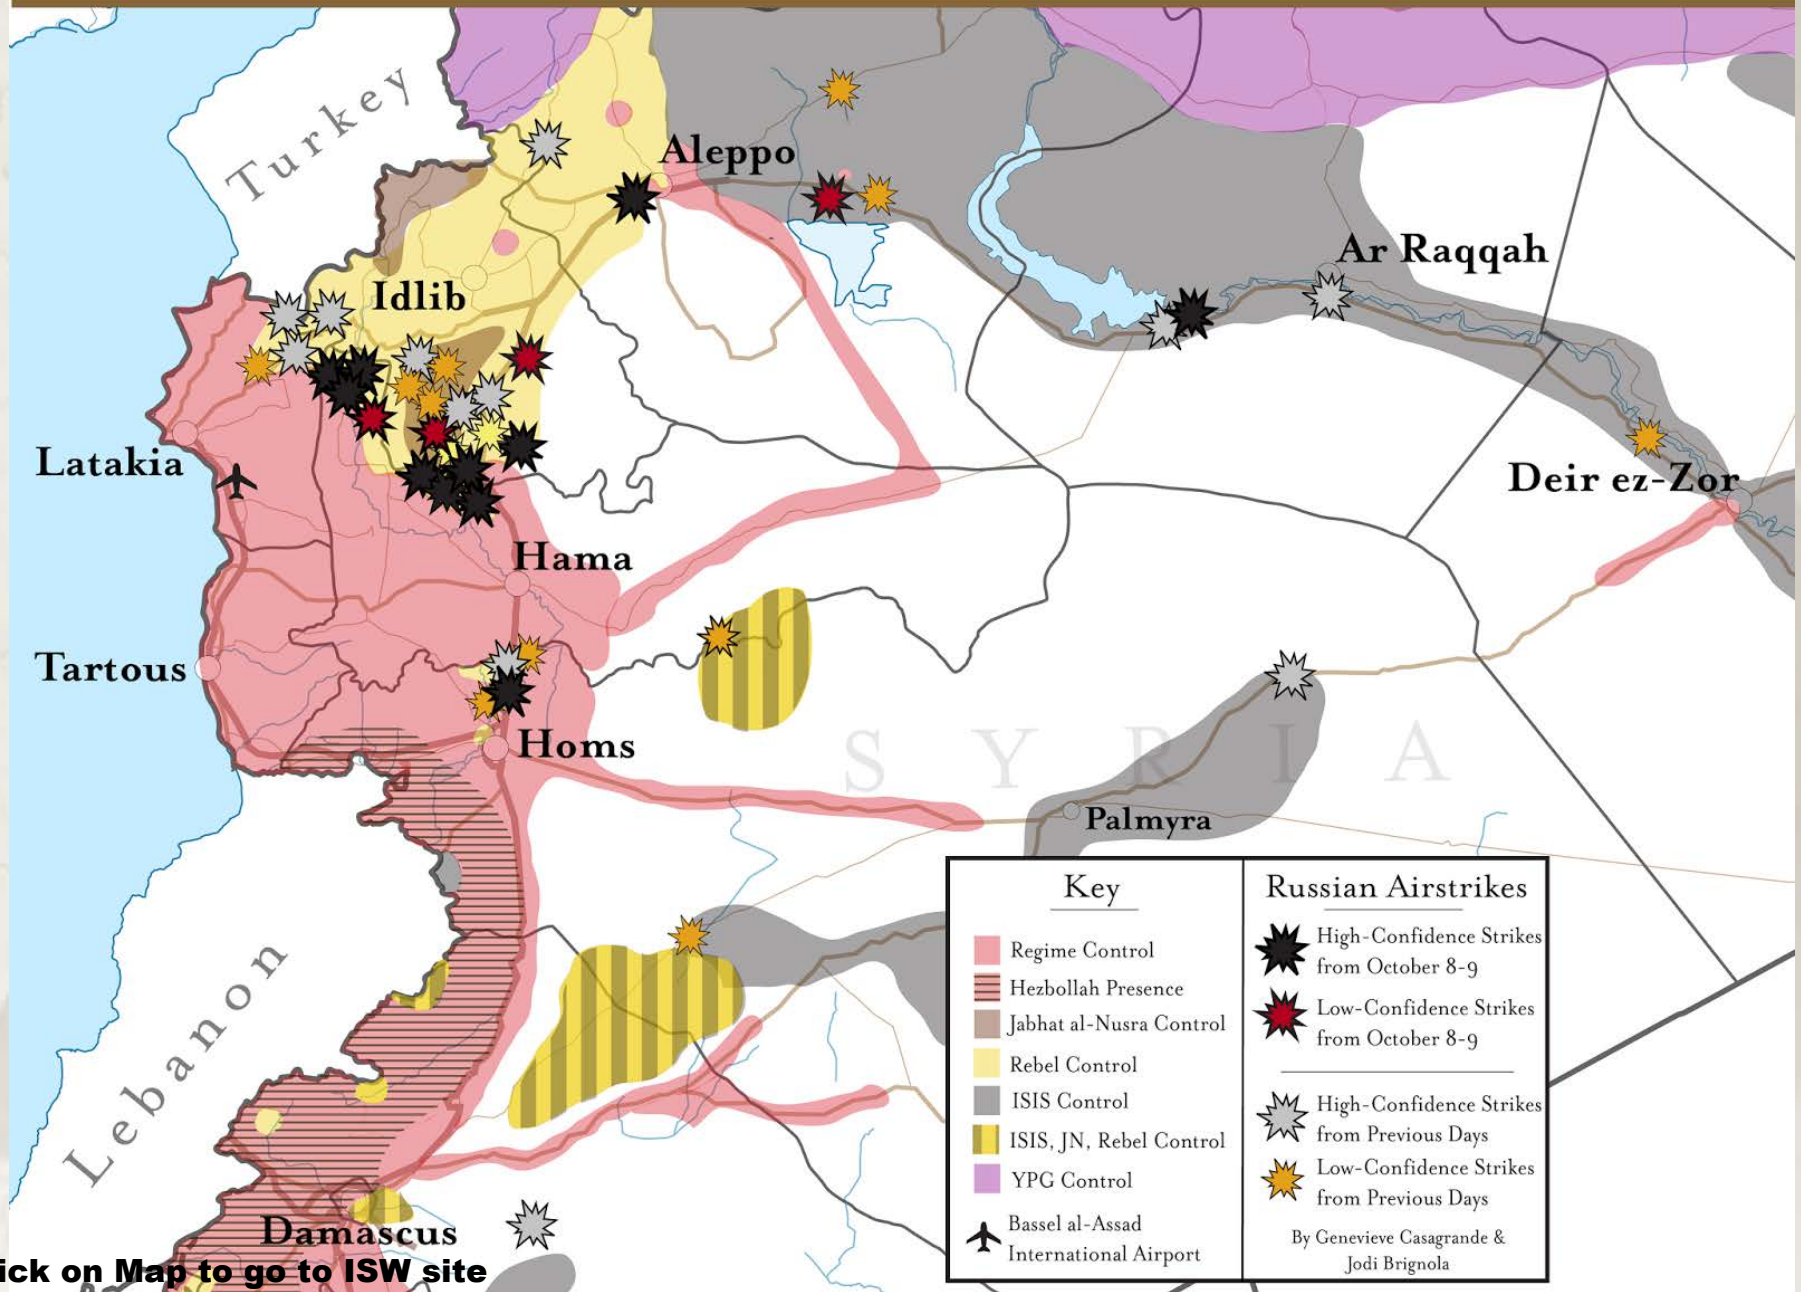 Turkey
Aleppo
Ar Raqqah
Idlib
Latakia
Deir ez-Zor
Hama
Tartous
Homs
SYRIA
Palmyra
Lebanon
Damascus
ick on Map to go to ISW site
Key
Regime Control
Hezbollah Presence
Jabhat al-Nusra Control
Rebel Control
ISIS Control
ISIS, JN, Rebel Control
YPG Control
Bassel al-Assad
International Airport
Russian Airstrikes
High-Confidence Strikes
from October 8-9
Low-Confidence Strikes
from October 8-9
High-Confidence Strikes
from Previous Days
Low-Confidence Strikes
from Previous Days
By Genevieve Casagrande &
Jodi Brignola